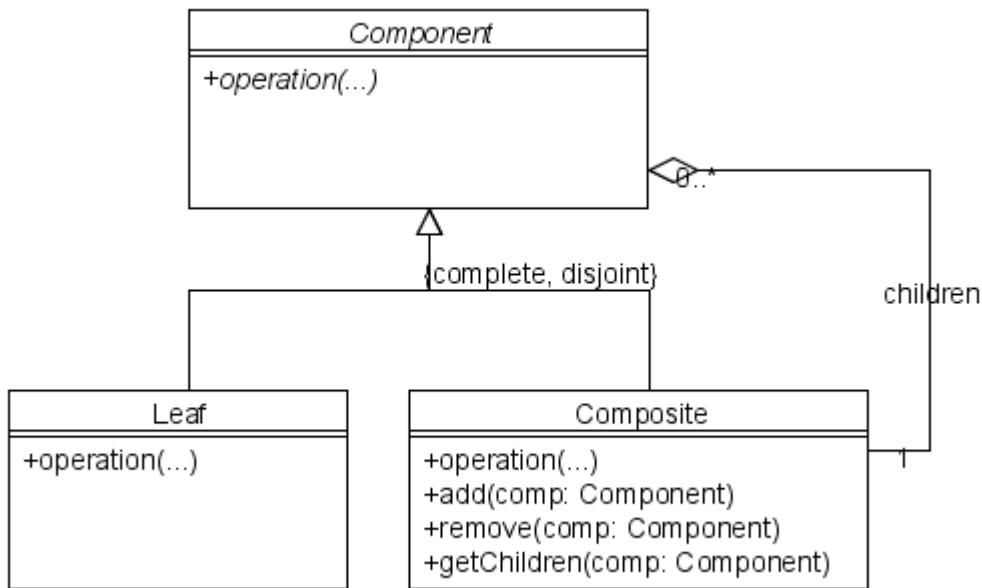 Component
+operation(...)
0..*
{complete, disjoint}
children
Leaf
+operation(...)
Composite
+operation(...)
+add(comp: Component)
+remove(comp: Component)
+getChildren(comp: Component)
1